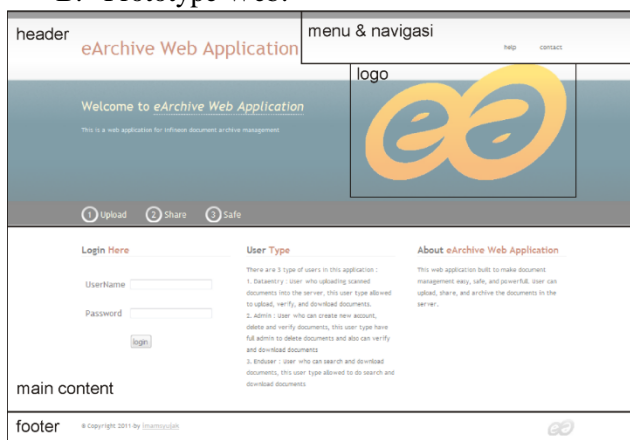 B. Prototype Web.
header
menu & navigasi
eArchive Web Application
help contact
logo
Welcome to eArchive Web Application
This is a web application for Infineon document archive management
1 Upload 2 Share 3 Safe
Login Here
UserName
Password
login
User Type
There are 3 type of users in this application :
1. Dataentry : User who uploading scanned
documents into the server, this user type allowed
to upload, verify, and download documents.
2. Admin : User who can create new account,
delete and verify documents, this user type have
full admin to delete documents and also can verify
and download documents
3. Enduser : User who can search and download
documents, this user type allowed to do search and
download documents
About eArchive Web Application
This web application built to make document
management easy, safe, and powerful. User can
upload, share, and archive the documents in the
server.
main content
footer
© Copyright 2011 by imamsyujak